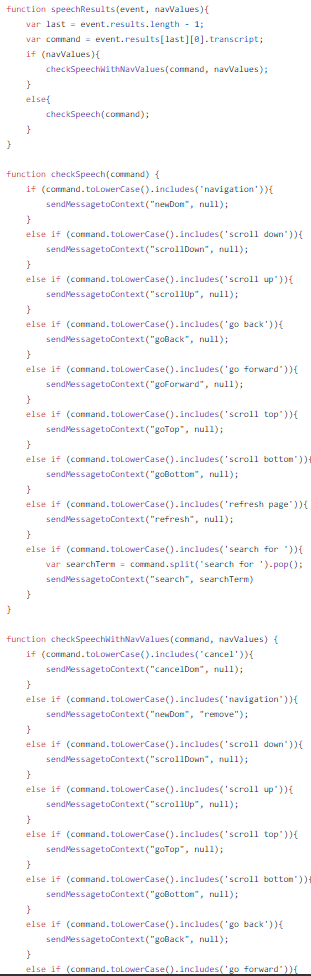 function speechResults(event, navValues){
    var last = event.results.length - 1;
    var command = event.results[last][0].transcript;
    if (navValues){
        checkSpeechWithNavValues(command, navValues);
    }
    else{
        checkSpeech(command);
    }
}

function checkSpeech(command) {
    if (command.toLowerCase().includes('navigation')){
        sendMessagetoContext("newDom", null);
    }
    else if (command.toLowerCase().includes('scroll down')){
        sendMessagetoContext("scrollDown", null);
    }
    else if (command.toLowerCase().includes('scroll up')){
        sendMessagetoContext("scrollUp", null);
    }
    else if (command.toLowerCase().includes('go back')){
        sendMessagetoContext("goBack", null);
    }
    else if (command.toLowerCase().includes('go forward')){
        sendMessagetoContext("goForward", null);
    }
    else if (command.toLowerCase().includes('scroll top')){
        sendMessagetoContext("goTop", null);
    }
    else if (command.toLowerCase().includes('scroll bottom')){
        sendMessagetoContext("goBottom", null);
    }
    else if (command.toLowerCase().includes('refresh page')){
        sendMessagetoContext("refresh", null);
    }
    else if (command.toLowerCase().includes('search for ')){
        var searchTerm = command.split('search for ').pop();
        sendMessagetoContext("search", searchTerm)
    }
}

function checkSpeechWithNavValues(command, navValues) {
    if (command.toLowerCase().includes('cancel')){
        sendMessagetoContext("cancelDom", null);
    }
    else if (command.toLowerCase().includes('navigation')){
        sendMessagetoContext("newDom", "remove");
    }
    else if (command.toLowerCase().includes('scroll down')){
        sendMessagetoContext("scrollDown", null);
    }
    else if (command.toLowerCase().includes('scroll up')){
        sendMessagetoContext("scrollUp", null);
    }
    else if (command.toLowerCase().includes('scroll top')){
        sendMessagetoContext("goTop", null);
    }
    else if (command.toLowerCase().includes('scroll bottom')){
        sendMessagetoContext("goBottom", null);
    }
    else if (command.toLowerCase().includes('go back')){
        sendMessagetoContext("goBack", null);
    }
    else if (command.toLowerCase().includes('go forward')){